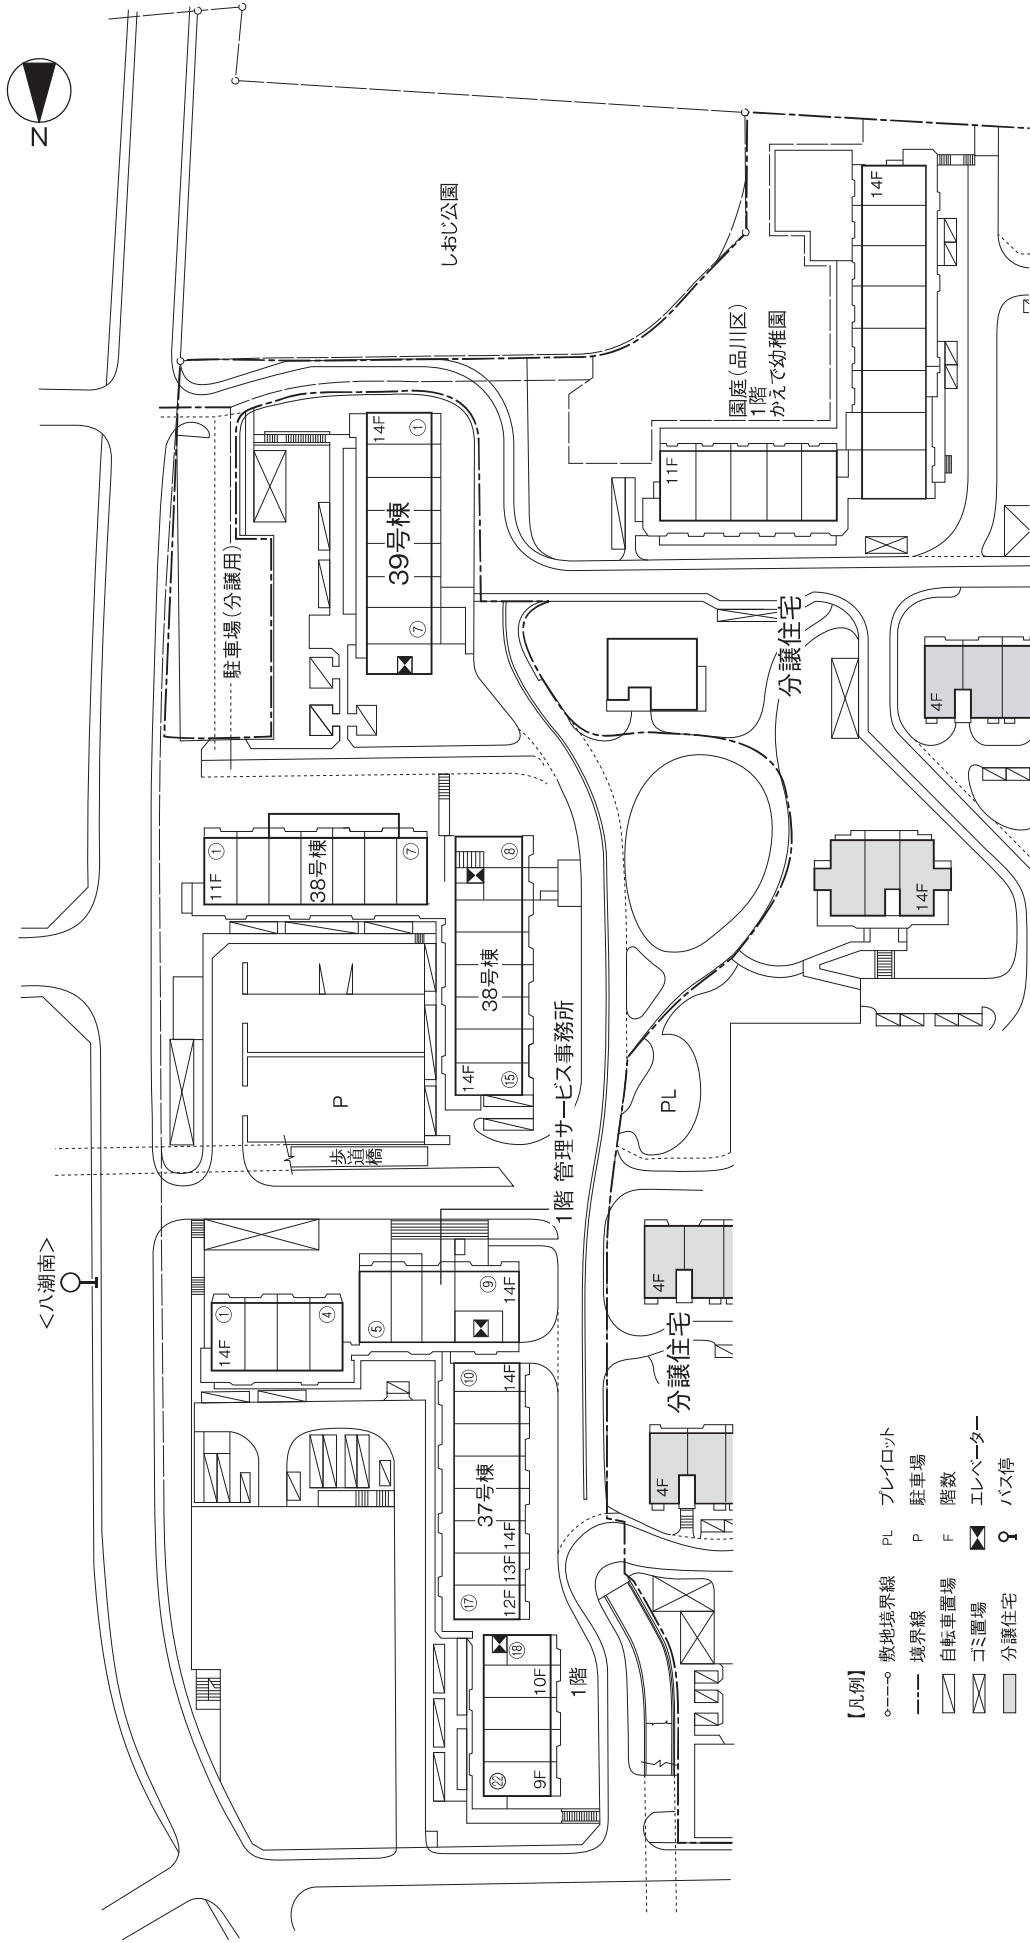 N
<八潮南>
しおじ公園
駐車場(分譲用)
14F
①
39号棟
⑦
園庭(品川区)
1階
かえで幼稚園
11F
14F
①
11F
38号棟
⑦
⑧
38号棟
14F
⑮
P
歩道橋
1階 管理サービス事務所
PL
分譲住宅
4F
14F
①
14F
④
⑤
⑨
14F
⑩
14F
37号棟
14F
13F
12F
⑰
⑱
10F
1階
㉒
9F
4F
分譲住宅
4F
【凡例】
敷地境界線
境界線
自転車置場
ゴミ置場
分譲住宅
PL プレイロット
P 駐車場
F 階数
エレベーター
バス停